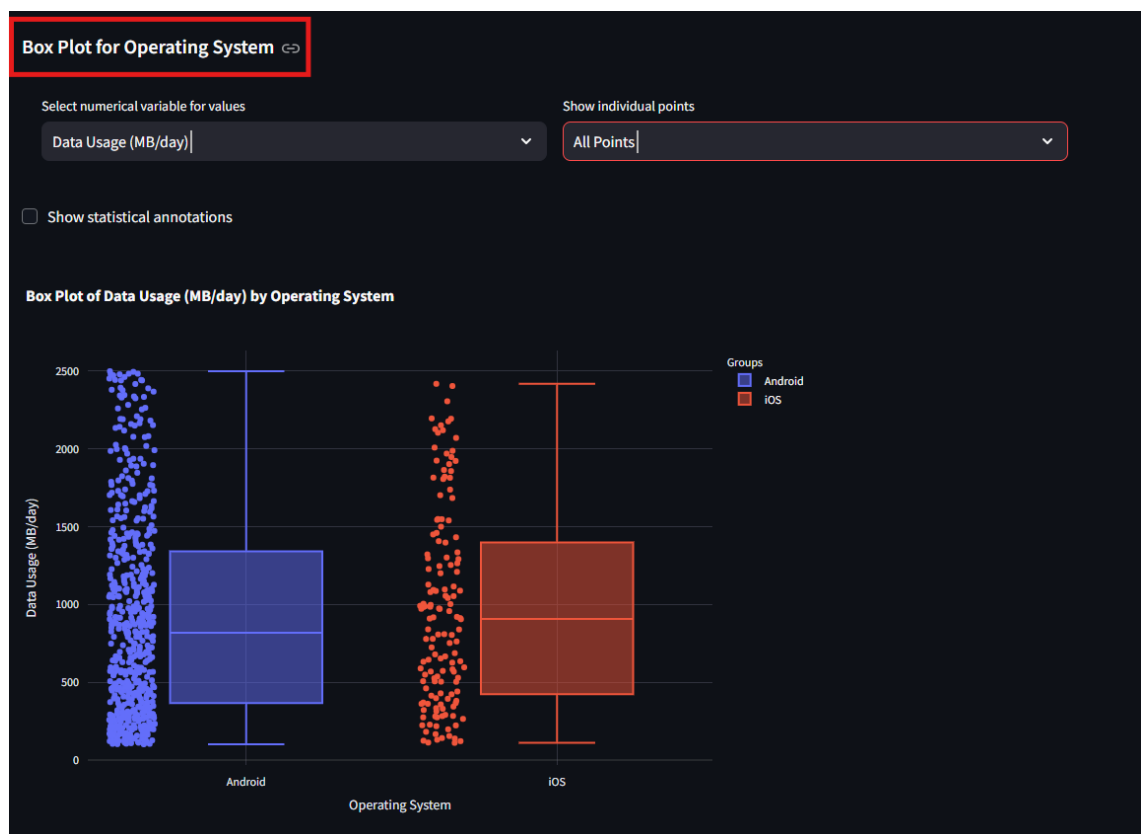 Box Plot for Operating System
Select numerical variable for values
Show individual points
Data Usage (MB/day)
All Points
Show statistical annotations
Box Plot of Data Usage (MB/day) by Operating System
Groups
Android
iOS
2500
2000
1500
1000
500
0
Data Usage (MB/day)
Android
iOS
Operating System